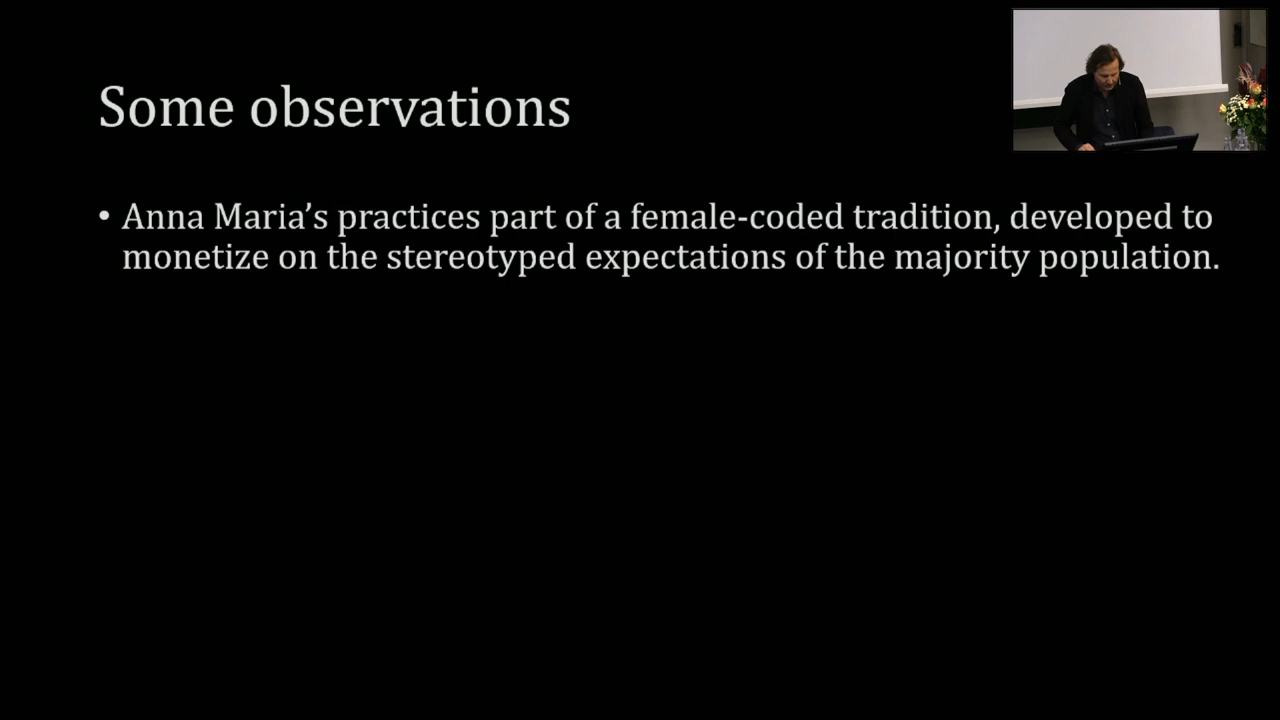 Some observations
• Anna Maria’s practices part of a female-coded tradition, developed to
monetize on the stereotyped expectations of the majority population.